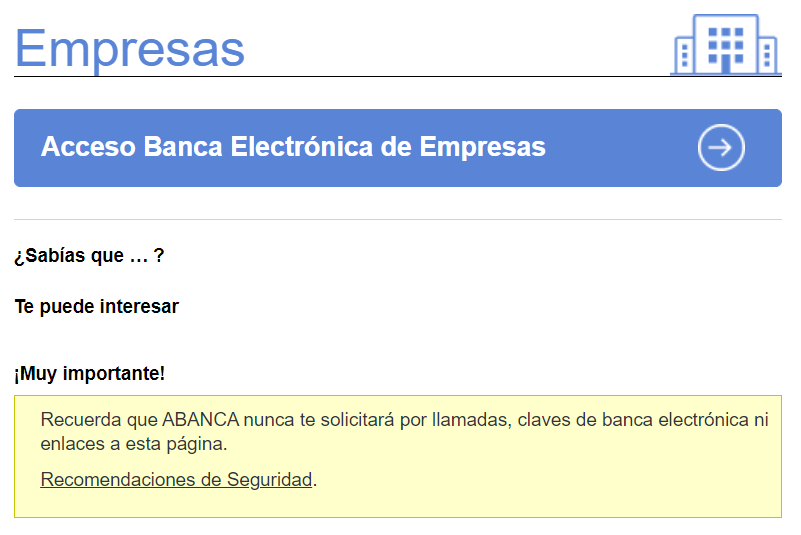 Empresas
Acceso Banca Electrónica de Empresas
¿Sabías que … ?
Te puede interesar
¡Muy importante!
Recuerda que ABANCA nunca te solicitará por llamadas, claves de banca electrónica ni
enlaces a esta página.
Recomendaciones de Seguridad.